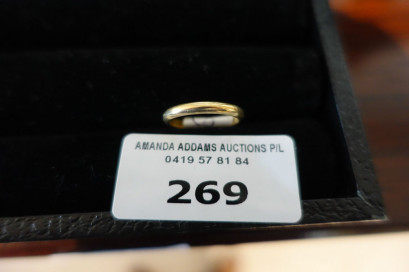 AMANDA ADDAMS AUCTIONS P/L
0419 57 81 84
269